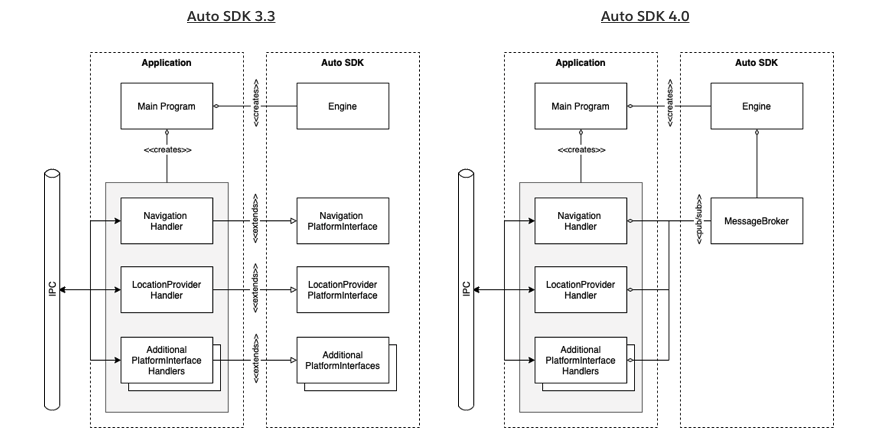 Auto SDK 3.3
Application
Auto SDK
Main Program
<<creates>>
Engine
<<creates>>
IPC
Navigation
Handler
<<extends>>
Navigation
PlatformInterface
LocationProvider
Handler
<<extends>>
LocationProvider
PlatformInterface
Additional
PlatformInterface
Handlers
<<extends>>
Additional
PlatformInterfaces
Auto SDK 4.0
Application
Auto SDK
Main Program
<<creates>>
Engine
<<creates>>
IPC
Navigation
Handler
<<pub/sub>>
MessageBroker
LocationProvider
Handler
Additional
PlatformInterface
Handlers